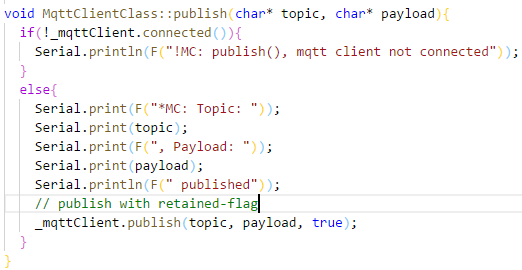 void MqttClientClass::publish(char* topic, char* payload){
  if(!_mqttClient.connected()){
    Serial.println(F("!MC: publish(), mqtt client not connected"));
  }
  else{
    Serial.print(F("*MC: Topic: "));
    Serial.print(topic);
    Serial.print(F(", Payload: "));
    Serial.print(payload);
    Serial.println(F(" published"));
    // publish with retained-flag
    _mqttClient.publish(topic, payload, true);
  }
}